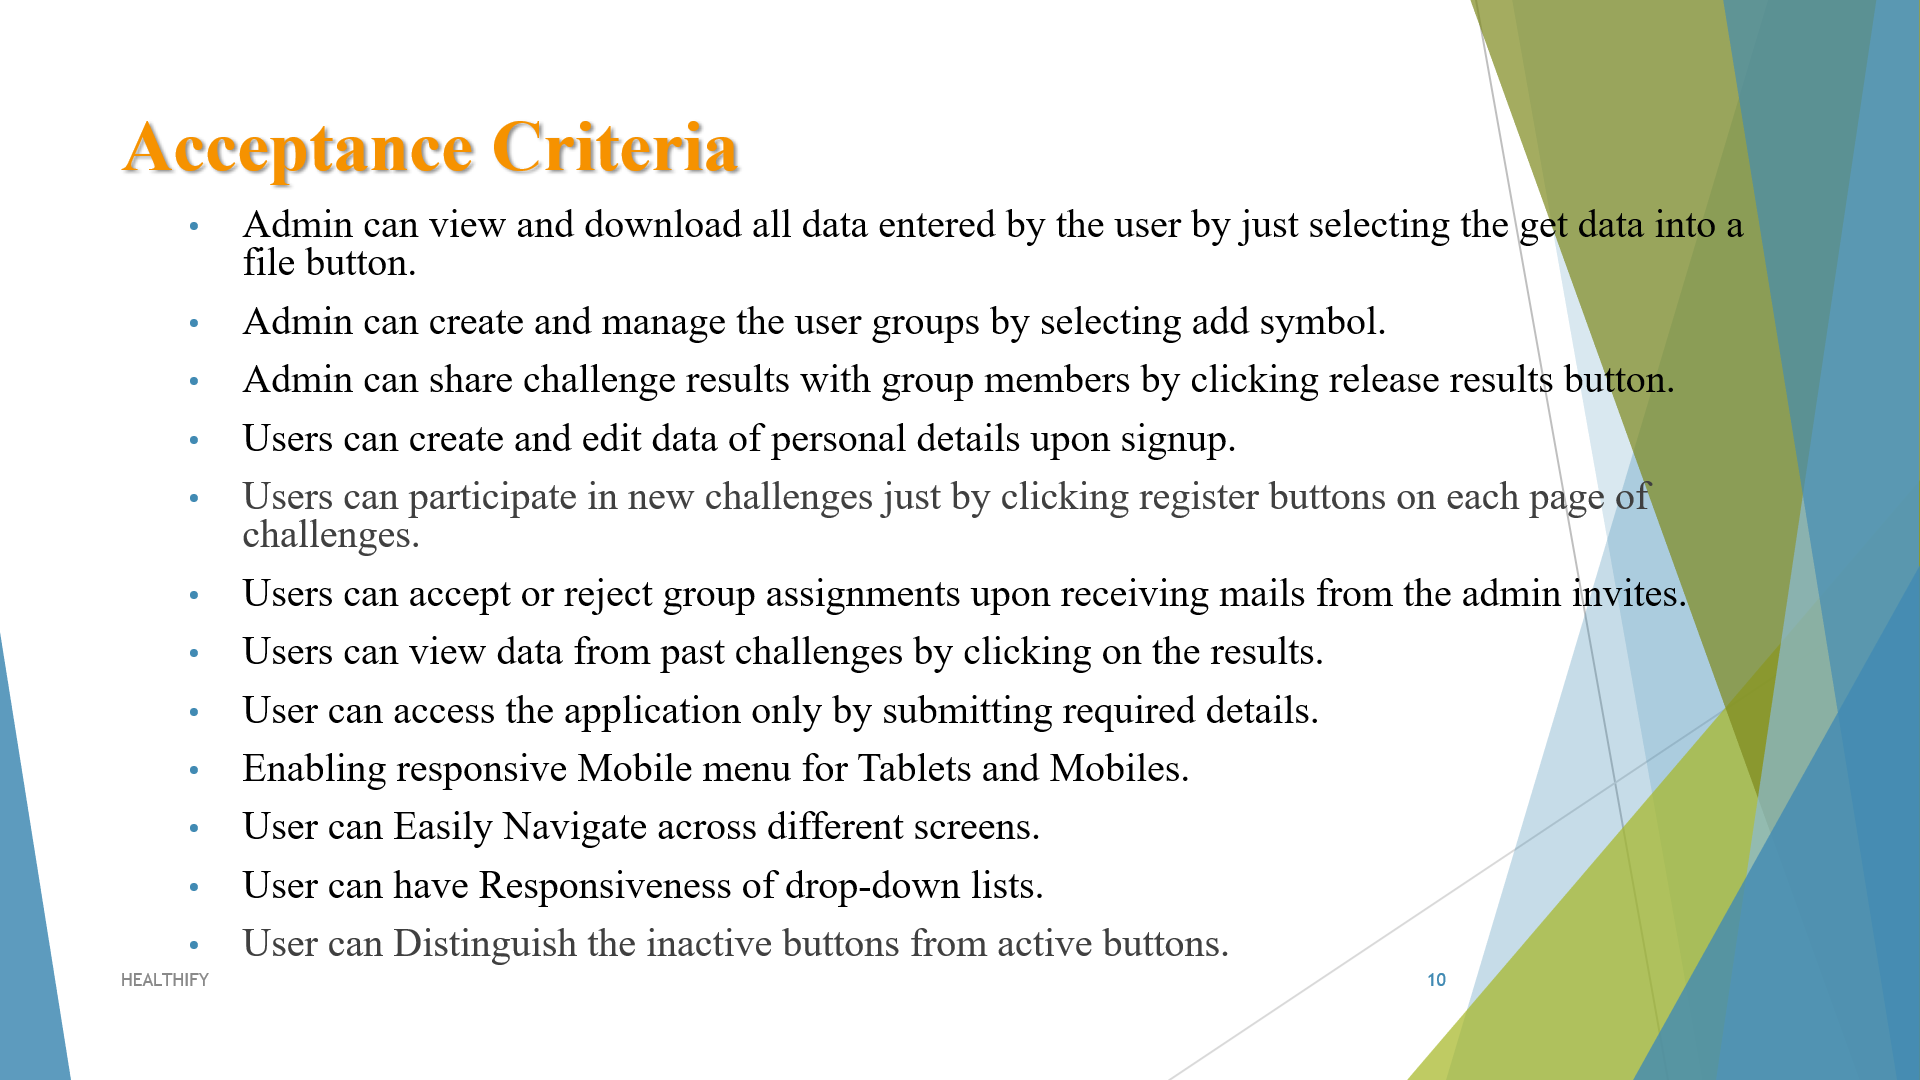 Acceptance Criteria
• Admin can view and download all data entered by the user by just selecting the get data into a
file button.
• Admin can create and manage the user groups by selecting add symbol.
• Admin can share challenge results with group members by clicking release results button.
• Users can create and edit data of personal details upon signup.
• Users can participate in new challenges just by clicking register buttons on each page of
challenges.
• Users can accept or reject group assignments upon receiving mails from the admin invites.
• Users can view data from past challenges by clicking on the results.
• User can access the application only by submitting required details.
• Enabling responsive Mobile menu for Tablets and Mobiles.
• User can Easily Navigate across different screens.
• User can have Responsiveness of drop-down lists.
• User can Distinguish the inactive buttons from active buttons.
HEALTHIFY
10